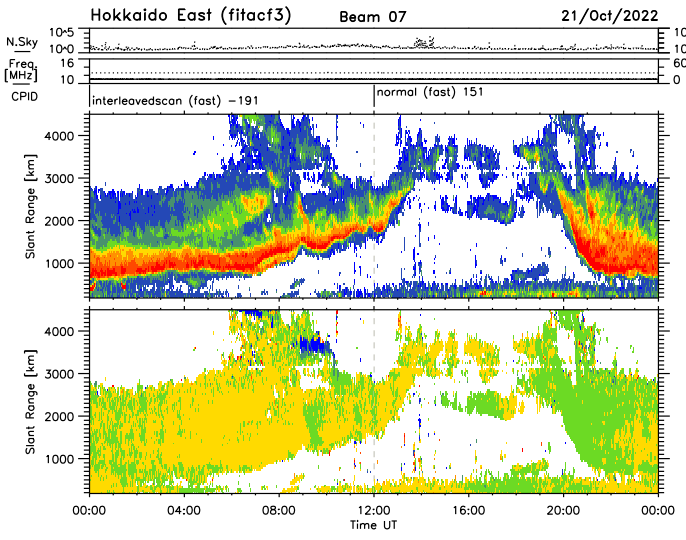 Hokkaido East (fitacf3) Beam 07 21/Oct/2022
N.Sky 10^5 10^0 10^5 10^0
Freq. [MHz] 16 10 60 0
CPID interleavedscan (fast) -191 normal (fast) 151
Slant Range [km] 4000 3000 2000 1000
Slant Range [km] 4000 3000 2000 1000
00:00 04:00 08:00 12:00 16:00 20:00 00:00
Time UT